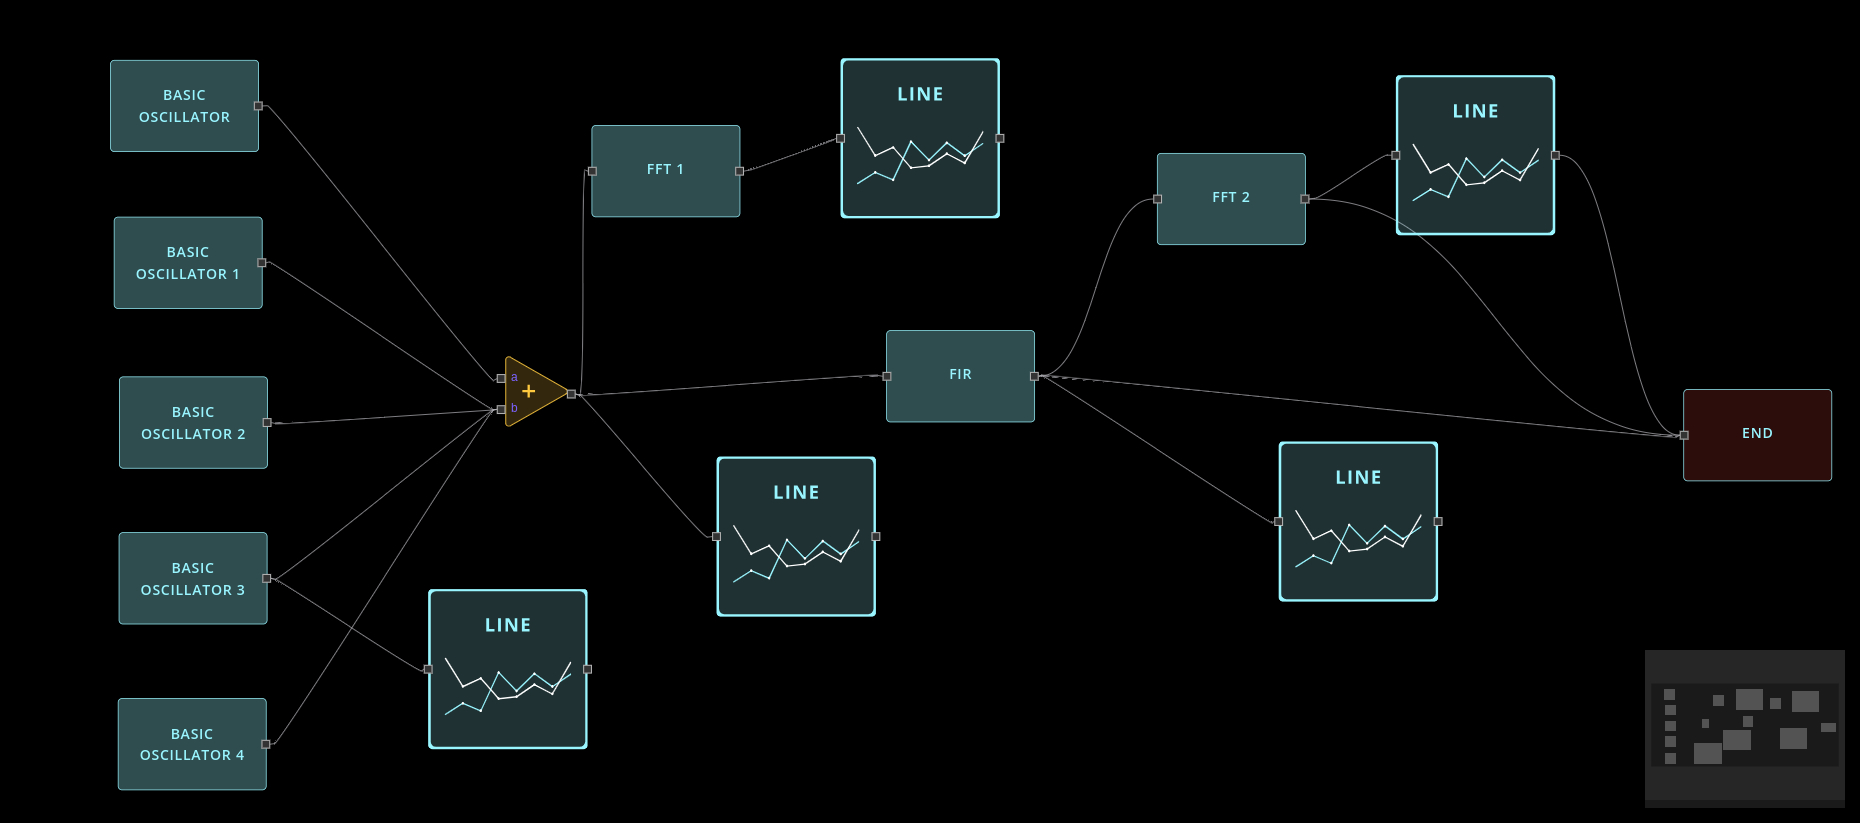 BASIC
OSCILLATOR
BASIC
OSCILLATOR 1
BASIC
OSCILLATOR 2
BASIC
OSCILLATOR 3
BASIC
OSCILLATOR 4
a
+
b
LINE
FFT 1
LINE
LINE
FIR
FFT 2
LINE
LINE
END